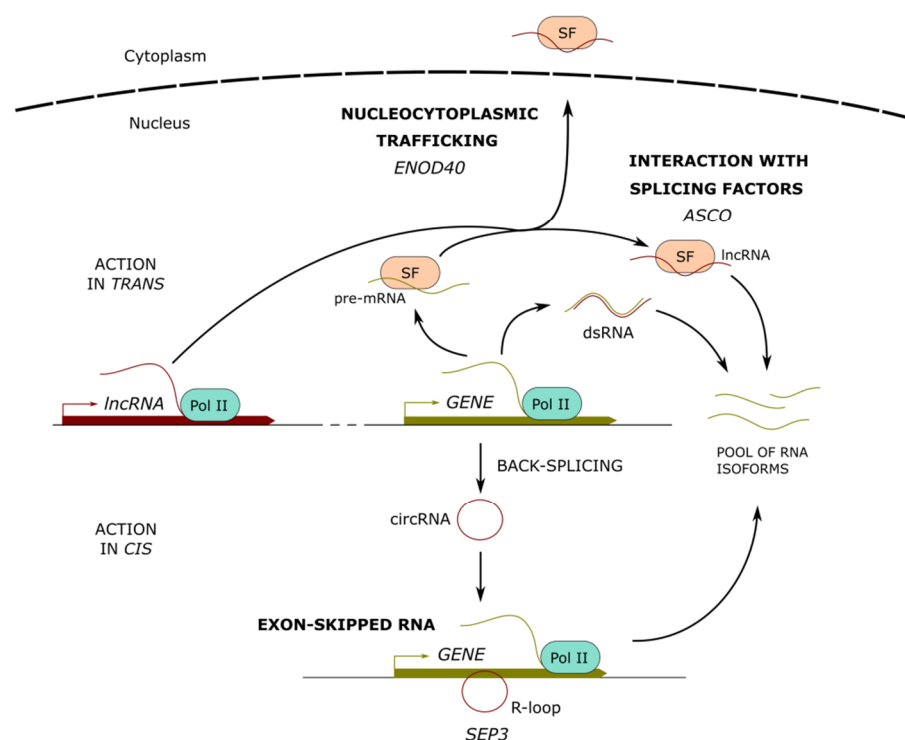 SF
Cytoplasm
Nucleus
NUCLEOCYTOPLASMIC
TRAFFICKING
ENOD40
INTERACTION WITH
SPLICING FACTORS
ASCO
ACTION
IN TRANS
SF
pre-mRNA
SF
lncRNA
dsRNA
lncRNA
Pol II
GENE
Pol II
POOL OF RNA
ISOFORMS
BACK-SPLICING
circRNA
ACTION
IN CIS
EXON-SKIPPED RNA
GENE
Pol II
R-loop
SEP3